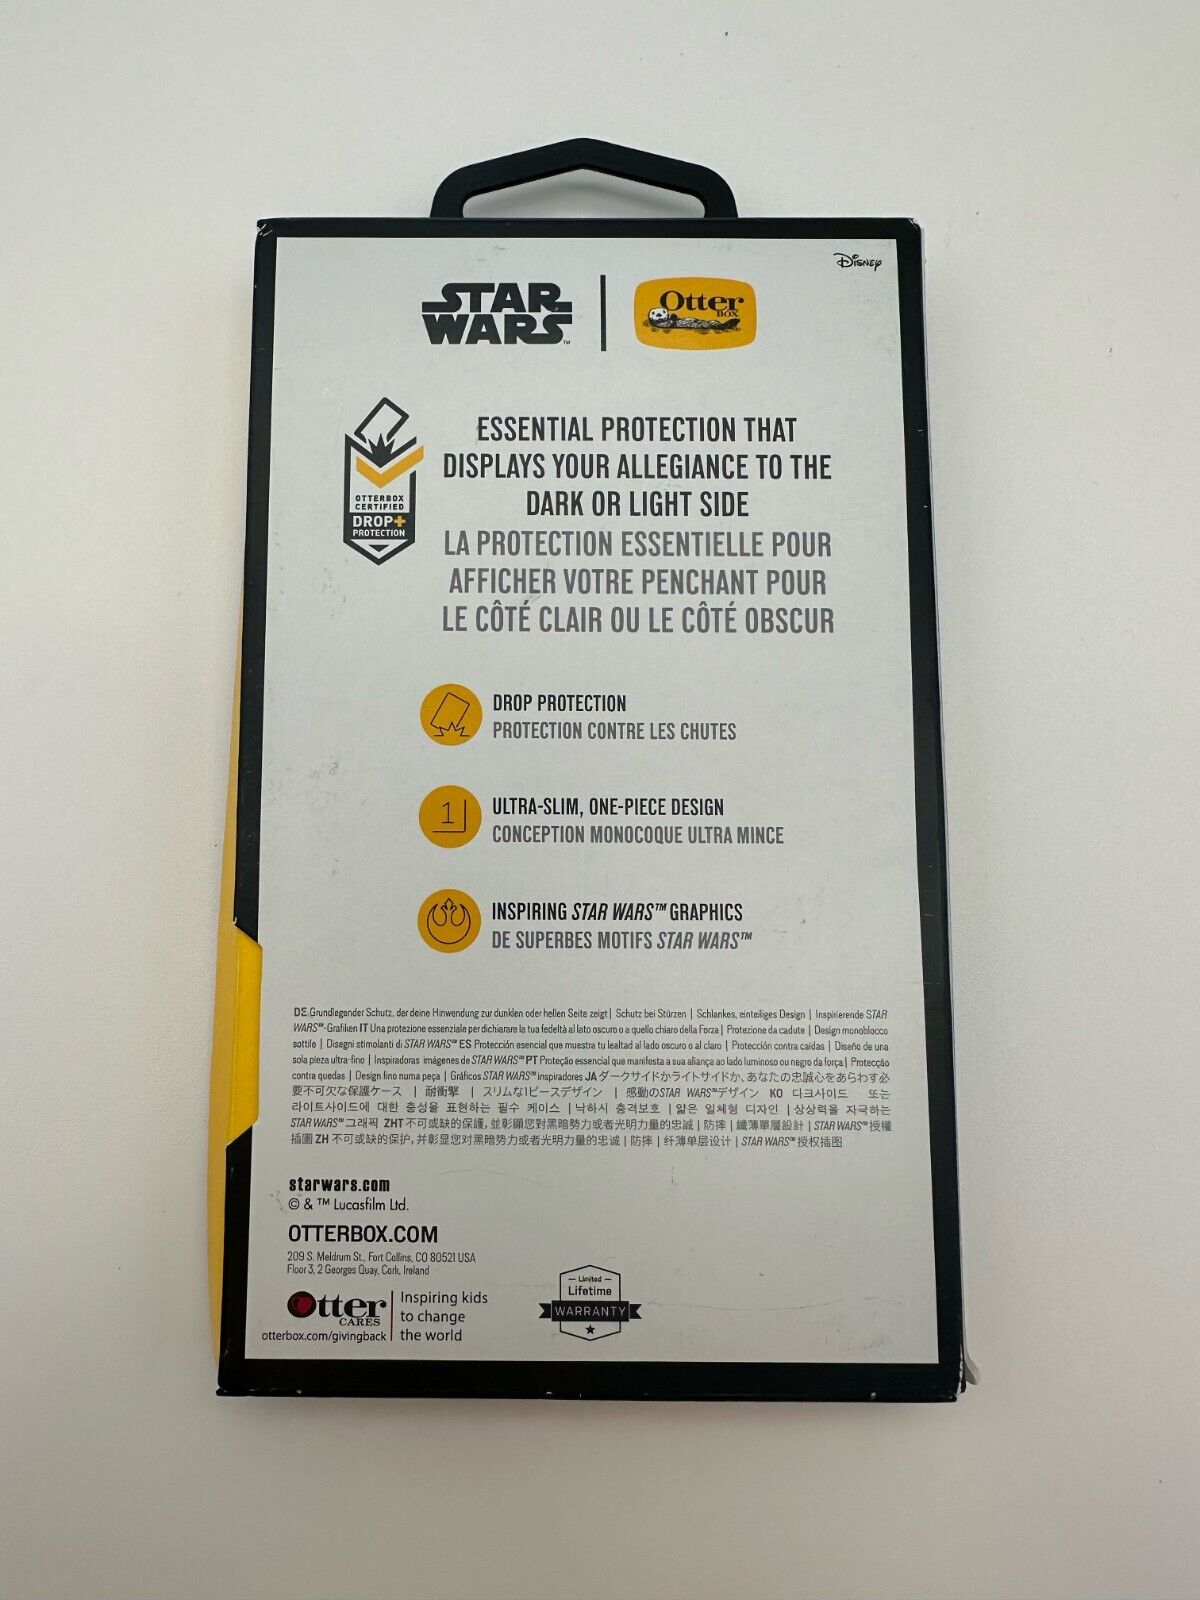 Disney
STAR
WARS™
Otter
BOX
OTTERBOX
CERTIFIED
DROP+
PROTECTION
ESSENTIAL PROTECTION THAT
DISPLAYS YOUR ALLEGIANCE TO THE
DARK OR LIGHT SIDE
LA PROTECTION ESSENTIELLE POUR
AFFICHER VOTRE PENCHANT POUR
LE CÔTÉ CLAIR OU LE CÔTÉ OBSCUR
DROP PROTECTION
PROTECTION CONTRE LES CHUTES
1
ULTRA-SLIM, ONE-PIECE DESIGN
CONCEPTION MONOCOQUE ULTRA MINCE
INSPIRING STAR WARS™ GRAPHICS
DE SUPERBES MOTIFS STAR WARS™
DE Grundlegender Schutz, der deine Hinwendung zur dunklen oder hellen Seite zeigt | Schutz bei Stürzen | Schlankes, einteiliges Design | Inspirierende STAR
WARS™-Grafiken IT Una protezione essenziale per dichiarare la tua fedeltà al lato oscuro o a quello chiaro della Forza | Protezione da cadute | Design monoblocco
sottile | Disegni stimolanti di STAR WARS™ ES Protección esencial que muestra tu lealtad al lado oscuro o al claro | Protección contra caídas | Diseño de una
sola pieza ultra-fino | Inspiradoras imágenes de STAR WARS™ PT Proteção essencial que manifesta a sua aliança ao lado luminoso ou negro da força | Protecção
contra quedas | Design fino numa peça | Gráficos STAR WARS™ inspiradores JA ダークサイドかライトサイドか、あなたの忠誠心をあらわす必
要不可欠な保護ケース | 耐衝撃 | スリムな1ピースデザイン | 感動のSTAR WARS™デザイン KO 다크사이드 또는
라이트사이드에 대한 충성을 표현하는 필수 케이스 | 낙하시 충격보호 | 얇은 일체형 디자인 | 상상력을 자극하는
STAR WARS™ 그래픽 ZHT 不可或缺的保護, 並彰顯您對黑暗勢力或者光明力量的忠誠 | 防摔 | 纖薄單層設計 | STAR WARS™ 授權
插圖 ZH 不可或缺的保护, 并彰显您对黑暗势力或者光明力量的忠诚 | 防摔 | 纤薄单层设计 | STAR WARS™ 授权插图
starwars.com
© & ™ Lucasfilm Ltd.
OTTERBOX.COM
209 S. Meldrum St., Fort Collins, CO 80521 USA
Floor 3, 2 Georges Quay, Cork, Ireland
Otter
CARES
otterbox.com/givingback
Inspiring kids
to change
the world
Limited
Lifetime
WARRANTY